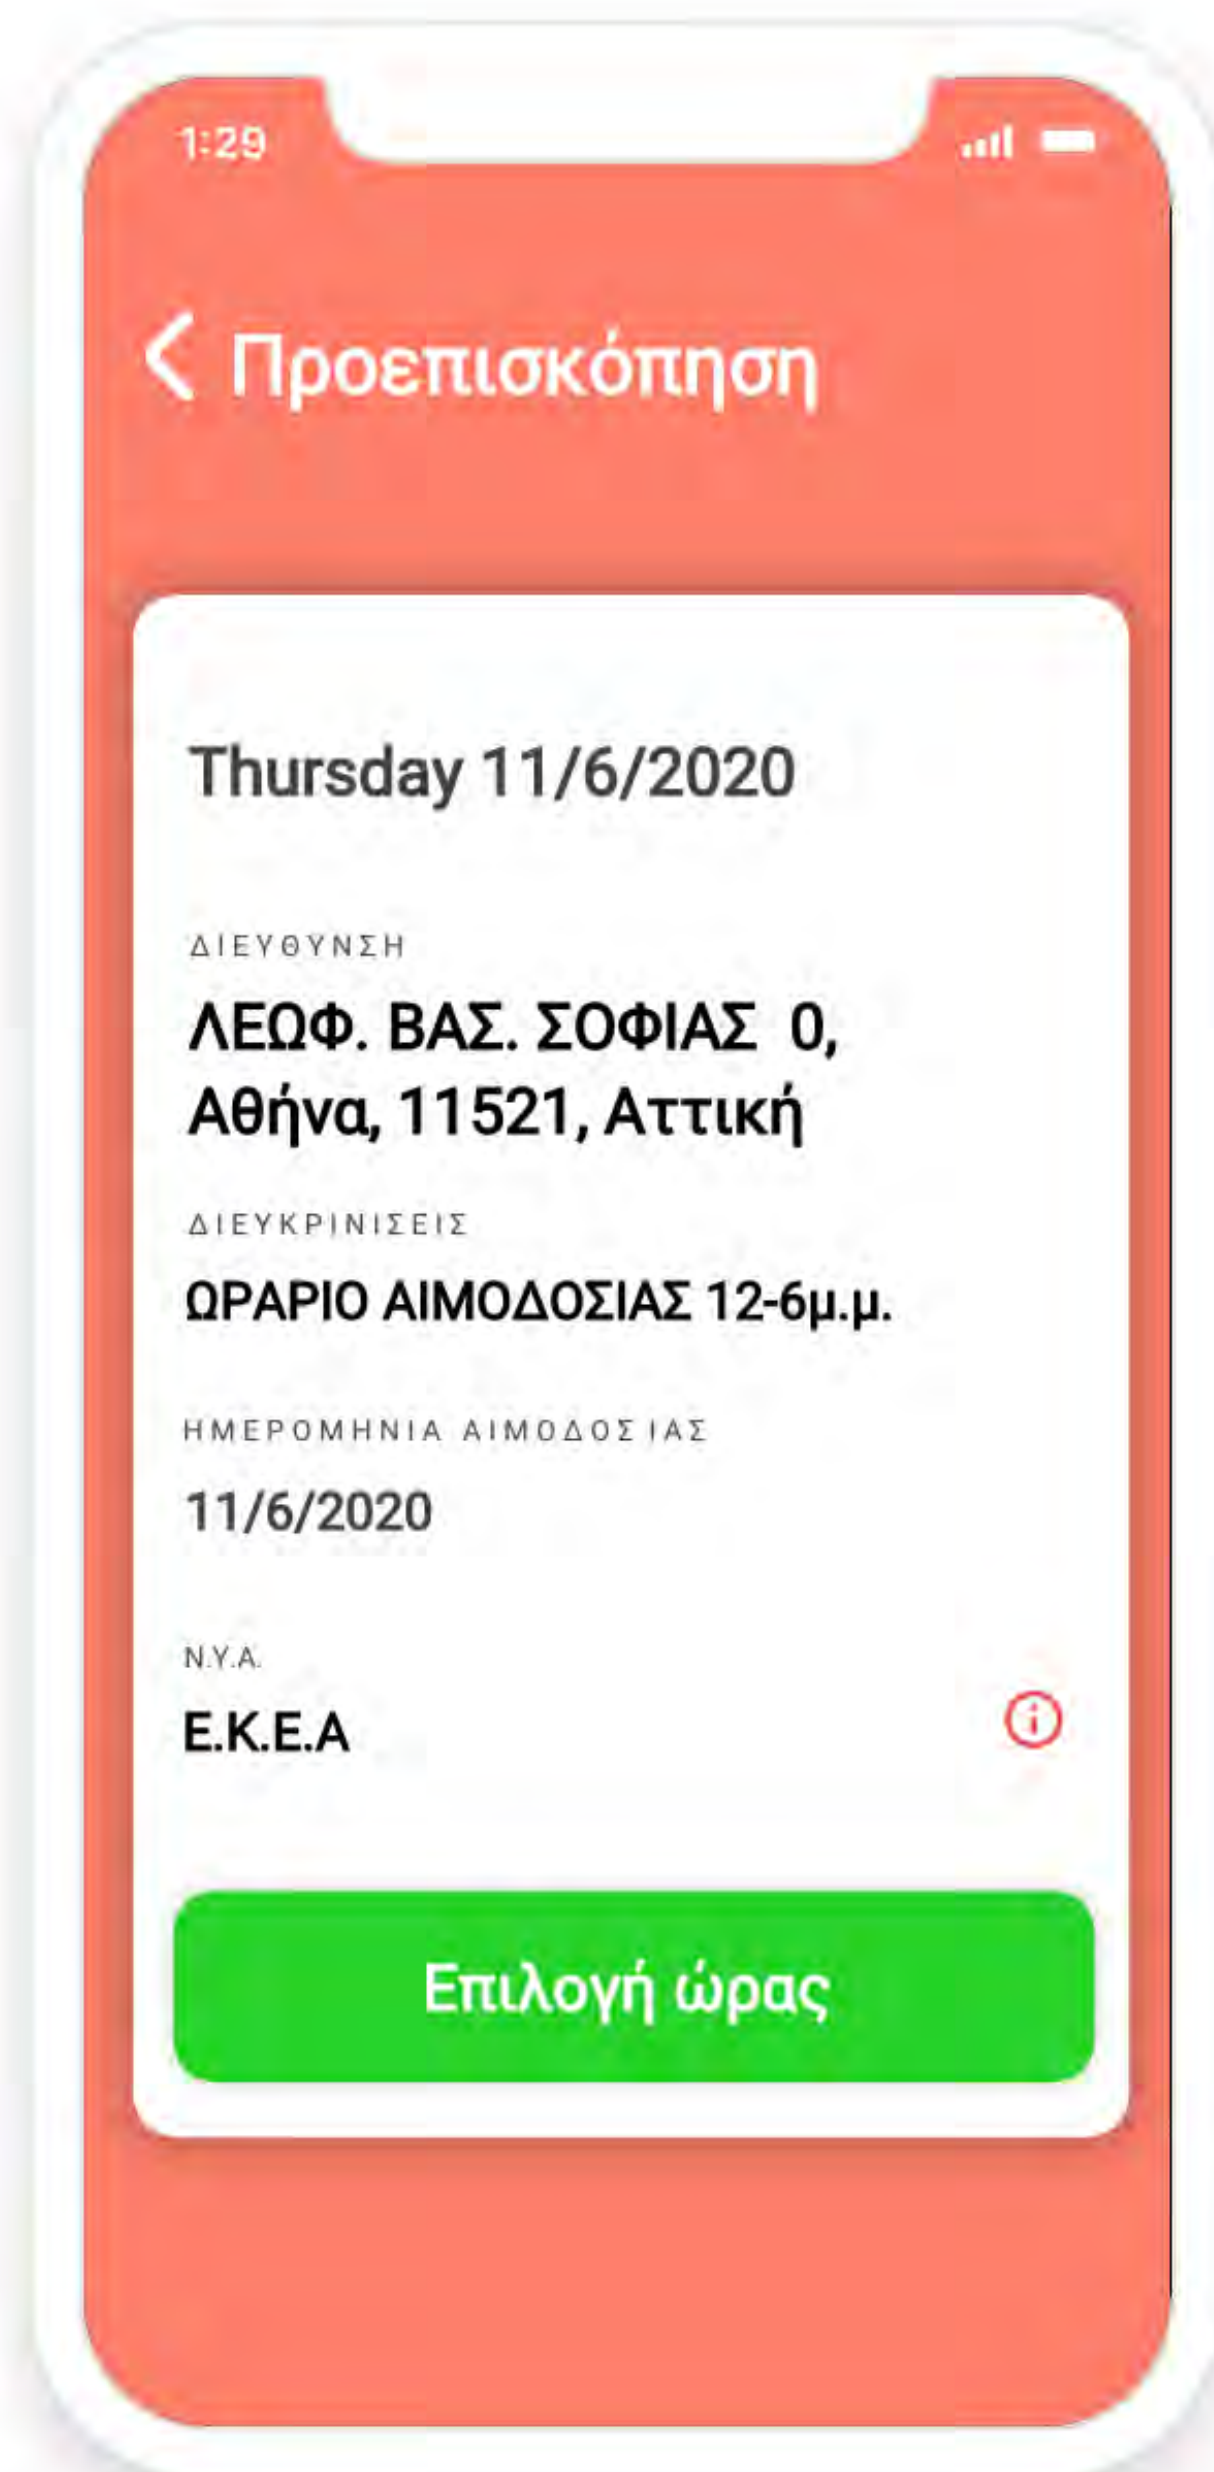 1:29
Προεπισκόπηση
Thursday 11/6/2020
ΔΙΕΥΘΥΝΣΗ
ΛΕΩΦ. ΒΑΣ. ΣΟΦΙΑΣ 0,
Αθήνα, 11521, Αττική
ΔΙΕΥΚΡΙΝΙΣΕΙΣ
ΩΡΑΡΙΟ ΑΙΜΟΔΟΣΙΑΣ 12-6μ.μ.
ΗΜΕΡΟΜΗΝΙΑ ΑΙΜΟΔΟΣΙΑΣ
11/6/2020
Ν.Υ.Α.
Ε.Κ.Ε.Α
Επιλογή ώρας